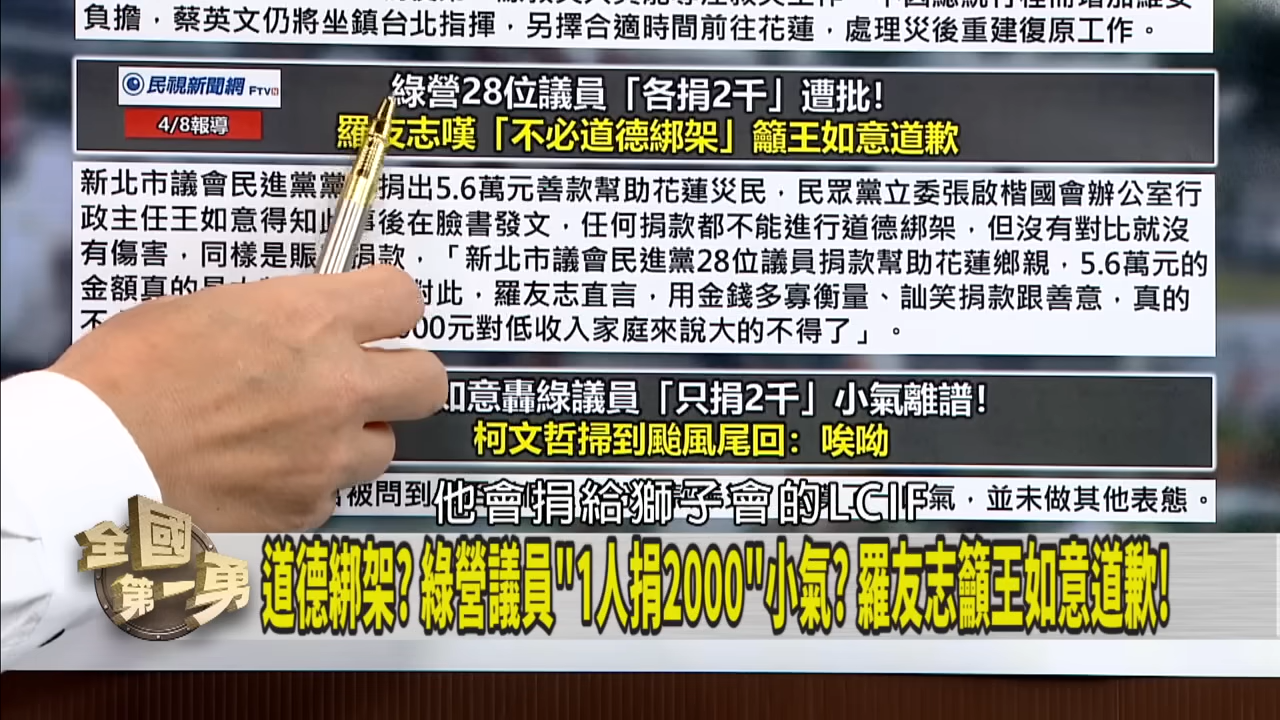 負擔，蔡英文仍將坐鎮台北指揮，另擇合適時間前往花蓮，處理災後重建復原工作。
民視新聞網 FTVN
4/8報導
綠營28位議員「各捐2千」遭批！
羅友志嘆「不必道德綁架」籲王如意道歉
新北市議會民進黨黨 捐出5.6萬元善款幫助花蓮災民，民眾黨立委張啟楷國會辦公室行
政主任王如意得知此事後在臉書發文，任何捐款都不能進行道德綁架，但沒有對比就沒
有傷害，同樣是賑 捐款，「新北市議會民進黨28位議員捐款幫助花蓮鄉親，5.6萬元的
金額真的 對此，羅友志直言，用金錢多寡衡量、訕笑捐款跟善意，真的
不 000元對低收入家庭來說大的不得了」。
如意轟綠議員「只捐2千」小氣離譜！
柯文哲掃到颱風尾回：唉呦
被問到 氣，並未做其他表態。
他會捐給獅子會的LCIF
全國第一勇
道德綁架？綠營議員"1人捐2000"小氣？羅友志籲王如意道歉！